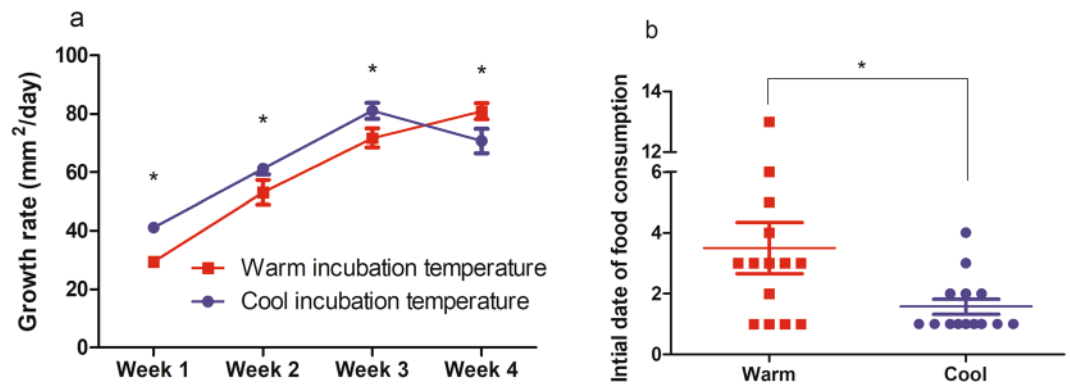 a
Growth rate (mm²/day)
100
80
60
40
20
0
*
*
*
*
Warm incubation temperature
Cool incubation temperature
Week 1
Week 2
Week 3
Week 4
b
Intial date of food consumption
14
12
6
4
2
0
*
Warm
Cool